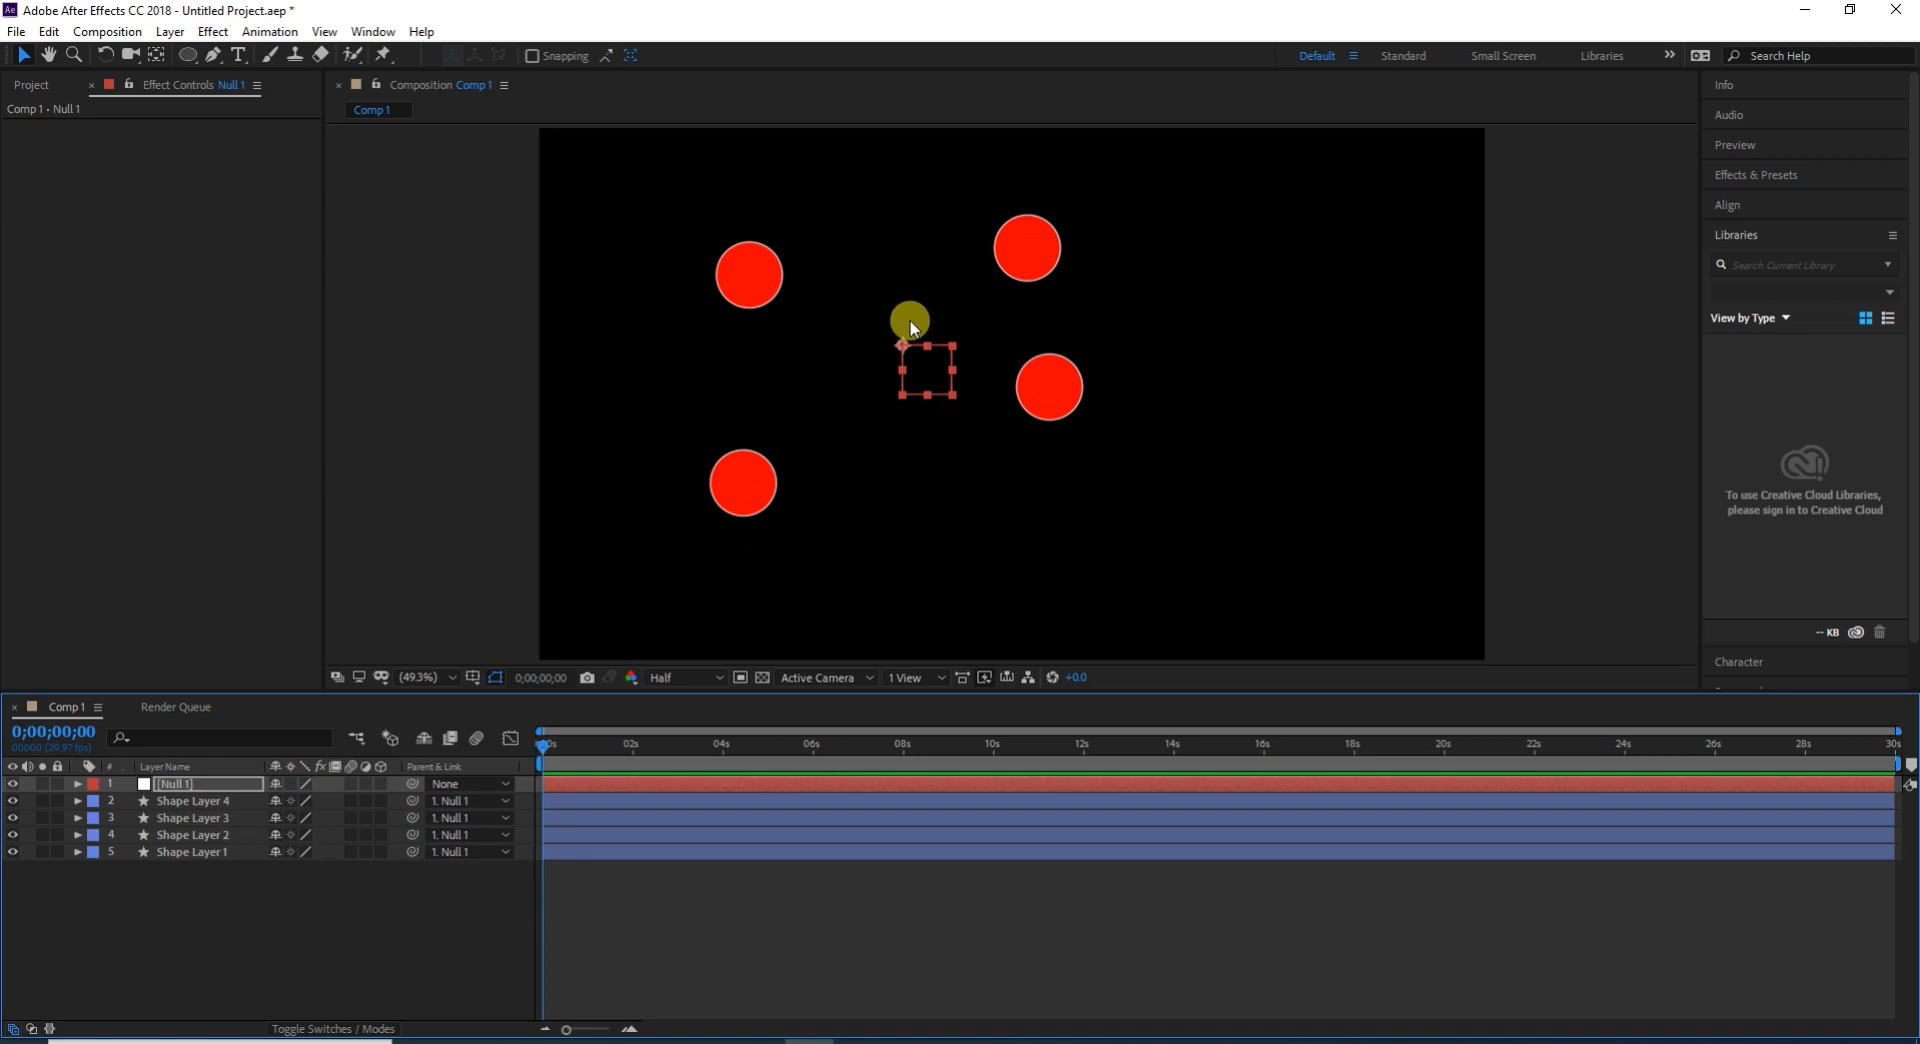 Ae Adobe After Effects CC 2018 - Untitled Project.aep *
File Edit Composition Layer Effect Animation View Window Help
Snapping Default Standard Small Screen Libraries Search Help
Project Effect Controls Null 1 Composition Comp 1 Info
Comp 1 • Null 1 Comp 1
Audio
Preview
Effects & Presets
Align
Libraries
Search Current Library
View by Type
To use Creative Cloud Libraries,
please sign in to Creative Cloud
-- KB
Character
(49.3%) 0;00;00;00 Half Active Camera 1 View +0.0
Comp 1 Render Queue
0;00;00;00
00000 (29.97 fps)
02s 04s 06s 08s 10s 12s 14s 16s 18s 20s 22s 24s 26s 28s 30s
# Layer Name fx Parent & Link
1 [Null 1] None
2 Shape Layer 4 1. Null 1
3 Shape Layer 3 1. Null 1
4 Shape Layer 2 1. Null 1
5 Shape Layer 1 1. Null 1
Toggle Switches / Modes